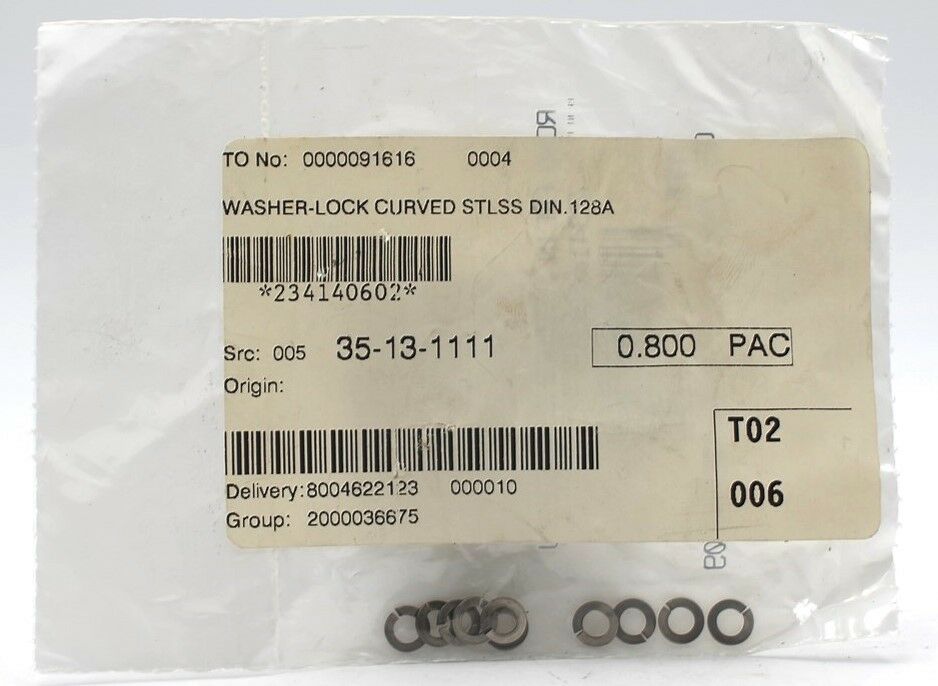 TO No: 0000091616 0004
WASHER-LOCK CURVED STLSS DIN.128A
*234140602*
Src: 005 35-13-1111 0.800 PAC
Origin:
T02
Delivery:8004622123 000010
006
Group: 2000036675